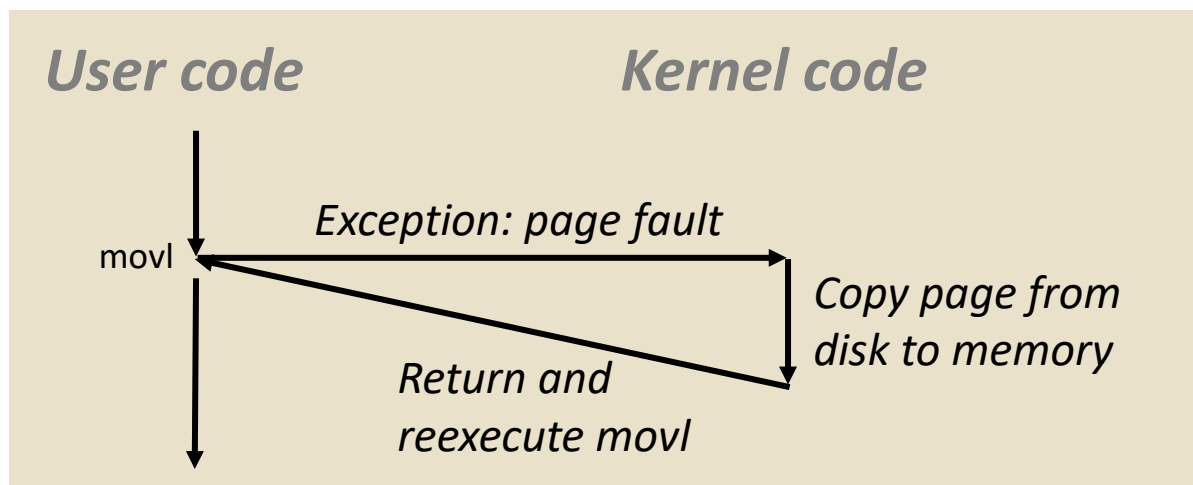 User code
Kernel code
Exception: page fault
movl
Copy page from
disk to memory
Return and
reexecute movl